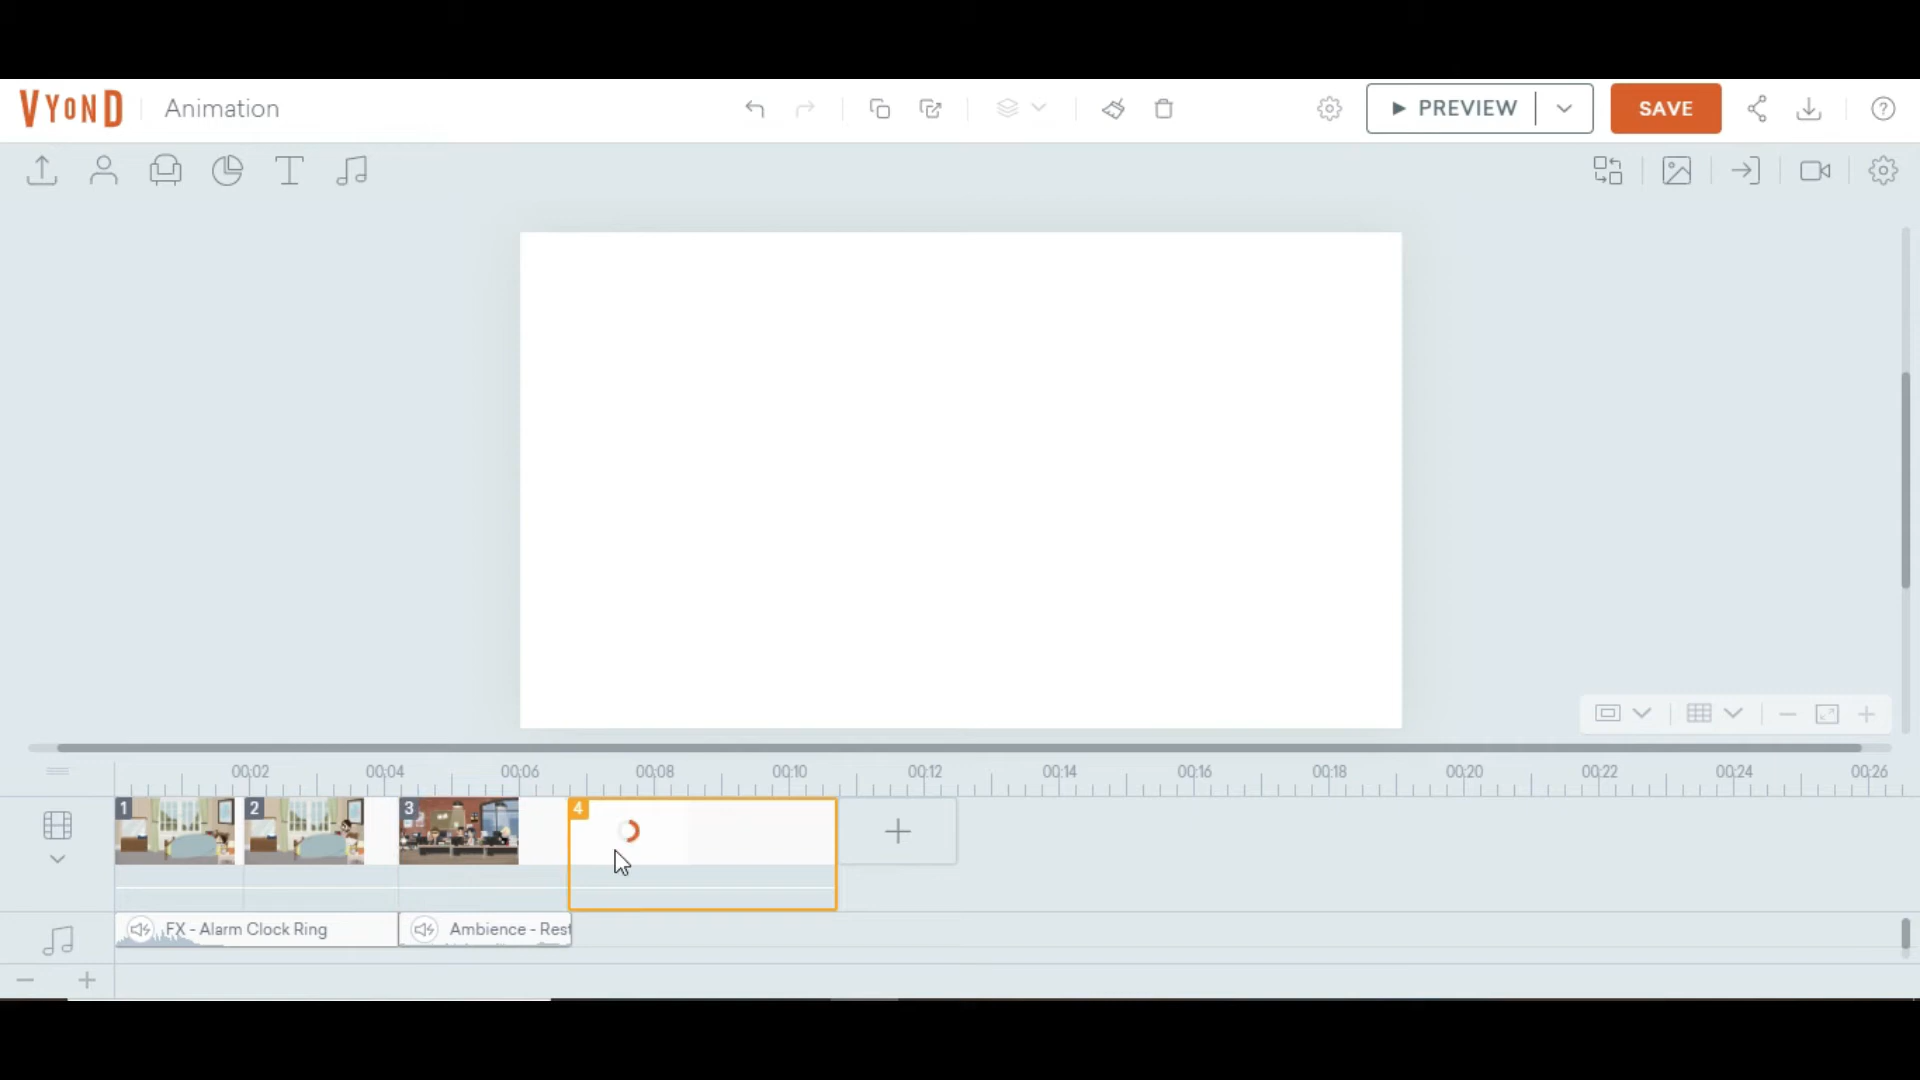 VYOND Animation PREVIEW SAVE
00:02 00:04 00:06 00:08 00:10 00:12 00:14 00:16 00:18 00:20 00:22 00:24 00:26
1 2 3 4
FX - Alarm Clock Ring Ambience - Rest